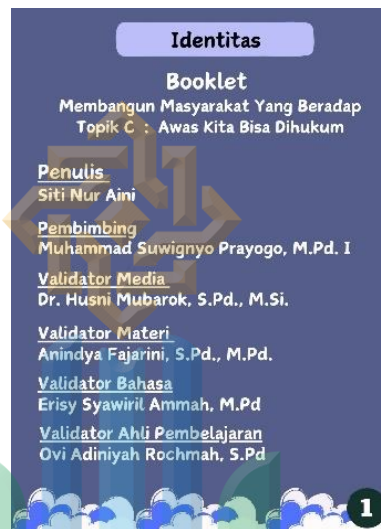 Identitas
Booklet
Membangun Masyarakat Yang Beradap
Topik C : Awas Kita Bisa Dihukum
Penulis
Siti Nur Aini
Pembimbing
Muhammad Suwignyo Prayogo, M.Pd. I
Validator Media
Dr. Husni Mubarok, S.Pd., M.Si.
Validator Materi
Anindya Fajarini, S.Pd., M.Pd.
Validator Bahasa
Erisy Syawiril Ammah, M.Pd
Validator Ahli Pembelajaran
Ovi Adiniyah Rochmah, S.Pd
1